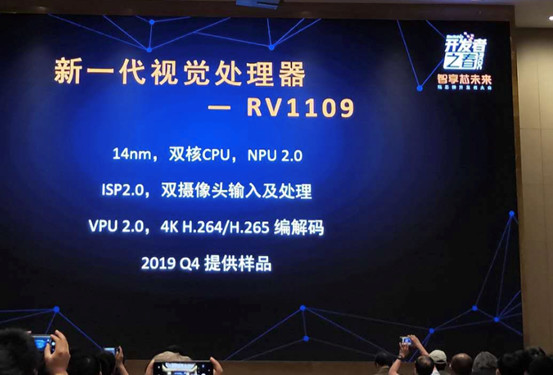 新一代视觉处理器
— RV1109
14nm，双核CPU，NPU 2.0
ISP2.0，双摄像头输入及处理
VPU 2.0，4K H.264/H.265 编解码
2019 Q4 提供样品
开发者
之春
智享芯未来